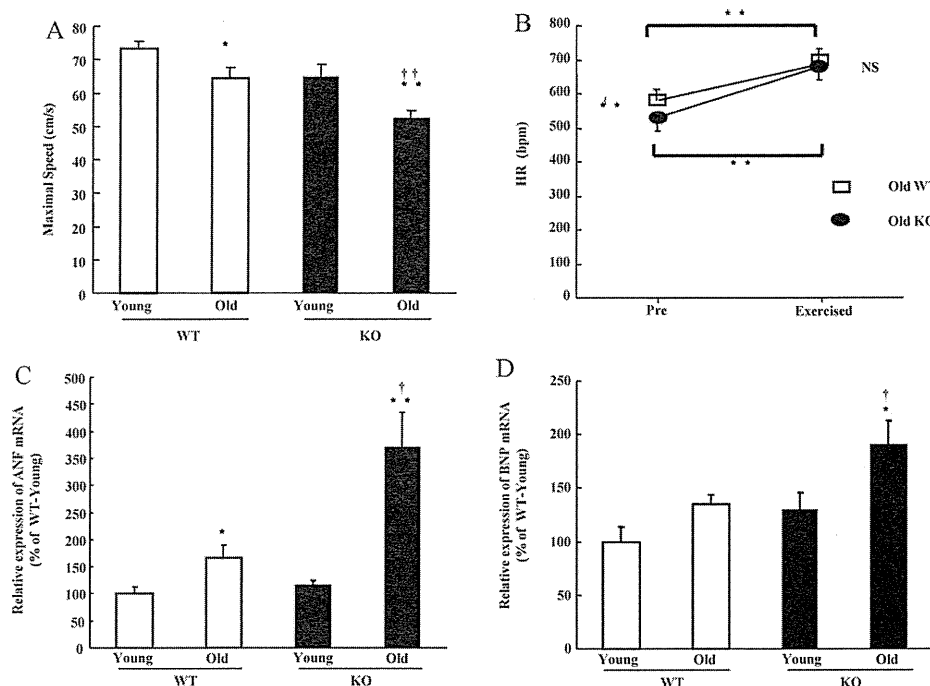 A
80
70
60
50
40
30
20
10
0
Maximal Speed (cm/s)
*
† †
* *
Young Old Young Old
WT KO
B
800
700
600
500
400
300
200
100
0
HR (bpm)
* *
NS
* *
Old WT
Old KO
Pre Exercised
C
500
450
400
350
300
250
200
150
100
50
0
Relative expression of ANF mRNA
(% of WT-Young)
*
†
* *
Young Old Young Old
WT KO
D
250
200
150
100
50
0
Relative expression of BNP mRNA
(% of WT-Young)
†
*
Young Old Young Old
WT KO